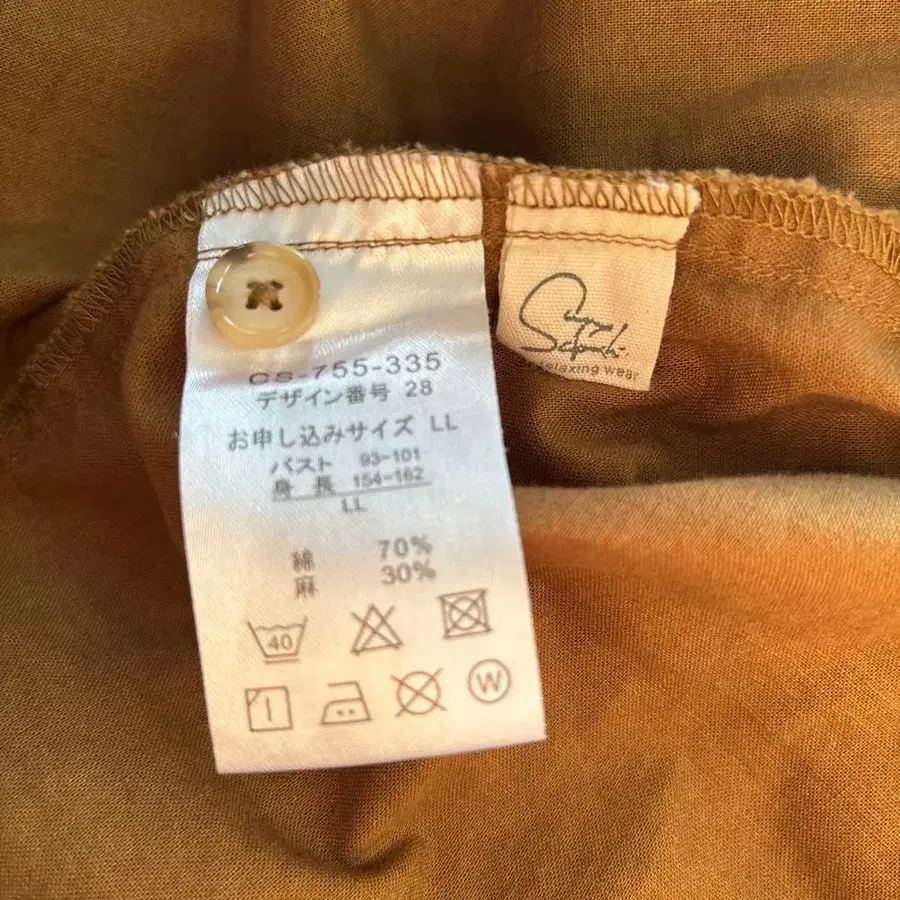 CS-755-335
デザイン番号 28
お申し込みサイズ LL
バスト 93-101
身長 154-162
LL
綿 70%
麻 30%
40
W
relaxing wear